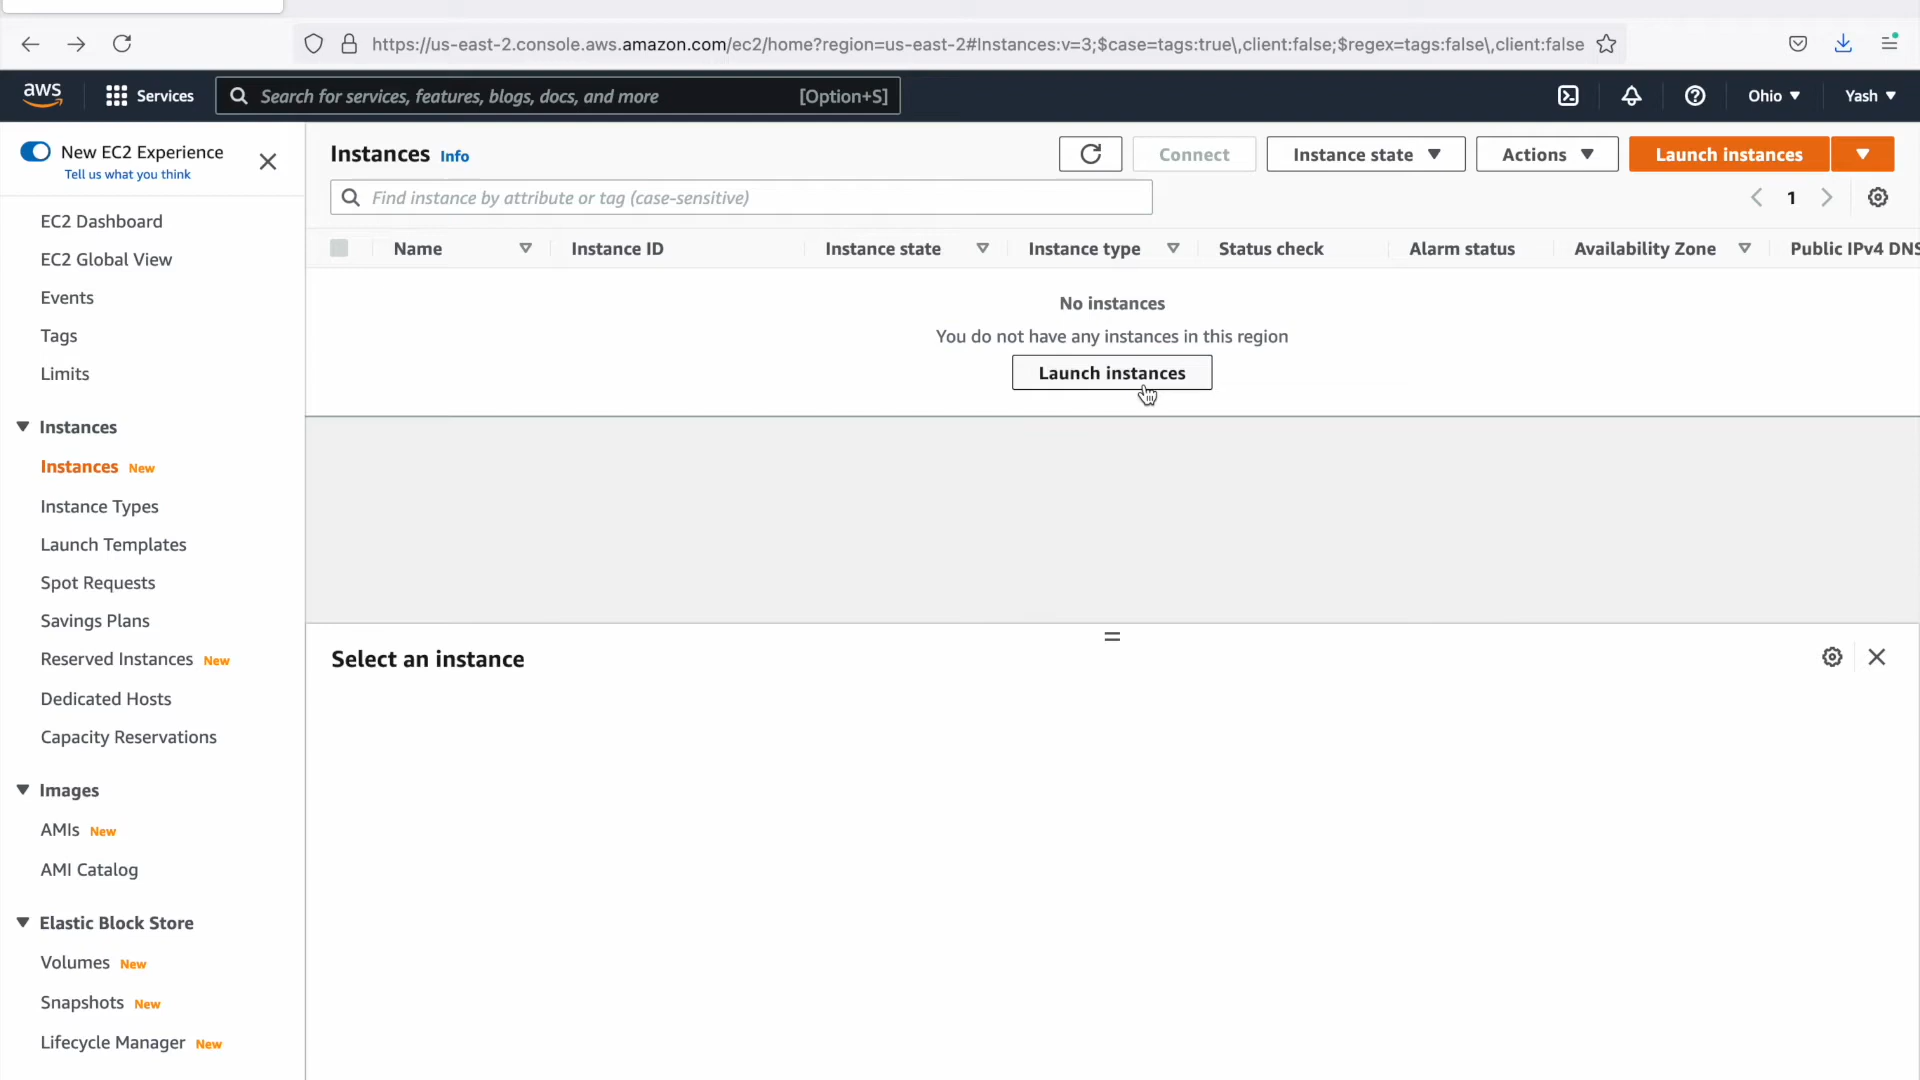 https://us-east-2.console.aws.amazon.com/ec2/home?region=us-east-2#Instances:v=3;$case=tags:true\,client:false;$regex=tags:false\,client:false
aws
Services
Search for services, features, blogs, docs, and more
[Option+S]
Ohio
Yash
New EC2 Experience
Tell us what you think
EC2 Dashboard
EC2 Global View
Events
Tags
Limits
Instances
Instances New
Instance Types
Launch Templates
Spot Requests
Savings Plans
Reserved Instances New
Dedicated Hosts
Capacity Reservations
Images
AMIs New
AMI Catalog
Elastic Block Store
Volumes New
Snapshots New
Lifecycle Manager New
Instances Info
Connect
Instance state
Actions
Launch instances
Find instance by attribute or tag (case-sensitive)
1
Name
Instance ID
Instance state
Instance type
Status check
Alarm status
Availability Zone
Public IPv4 DNS
No instances
You do not have any instances in this region
Launch instances
Select an instance